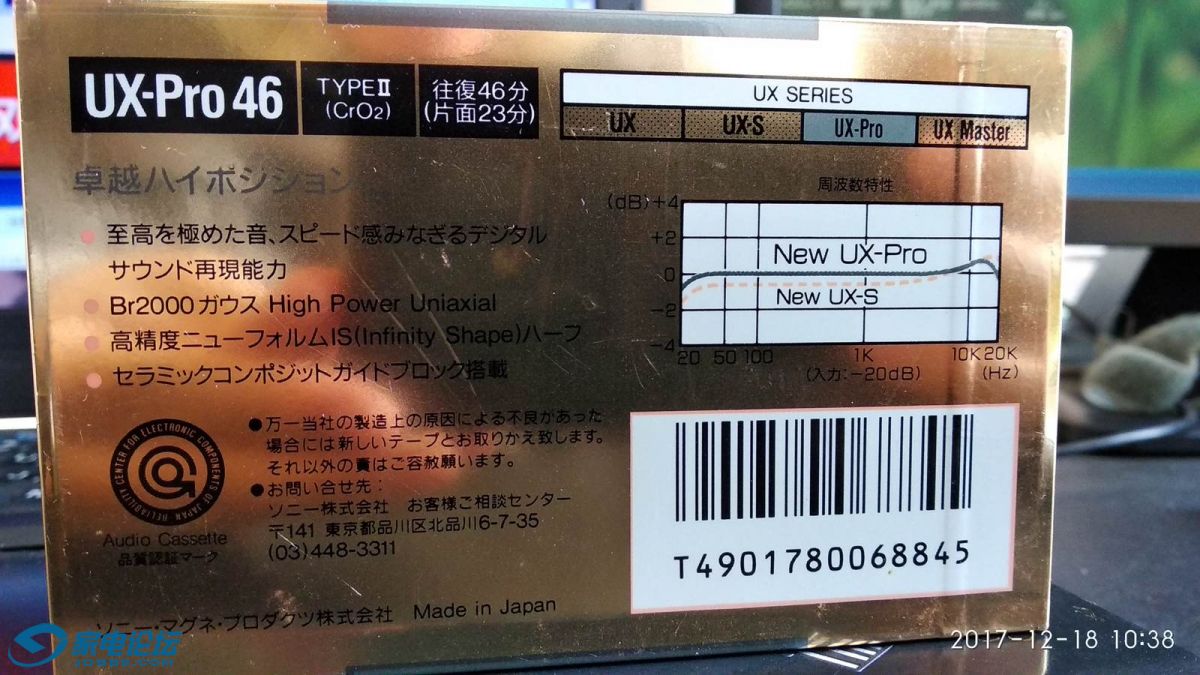 UX-Pro 46
TYPE II
(CrO2)
往復46分
(片面23分)
UX SERIES
UX
UX-S
UX-Pro
UX Master
卓越ハイポジション
● 至高を極めた音、スピード感みなぎるデジタル
サウンド再現能力
● Br2000ガウス High Power Uniaxial
● 高精度ニューフォルムIS(Infinity Shape)ハーフ
● セラミックコンポジットガイドブロック搭載
周波数特性
(dB)
+4
+2
0
-2
-4
New UX-Pro
New UX-S
20 50 100 1K 10K 20K
(入力:-20dB) (Hz)
RELIABILITY CENTER FOR ELECTRONIC COMPONENTS OF JAPAN
Audio Cassette
品質認証マーク
●万一当社の製造上の原因による不良があった
場合には新しいテープとお取りかえ致します。
それ以外の責はご容赦願います。
●お問い合せ先:
ソニー株式会社 お客様ご相談センター
〒141 東京都品川区北品川6-7-35
(03)448-3311
ソニー・マグネ・プロダクツ株式会社 Made in Japan
T4901780068845
家电论坛
2017-12-18 10:38